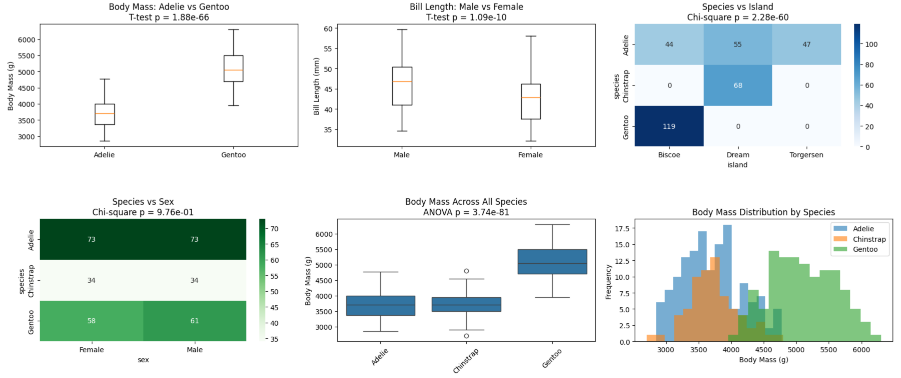 Body Mass: Adelie vs Gentoo
T-test p = 1.88e-66
6000
5500
5000
4500
4000
3500
3000
Body Mass (g)
Adelie
Gentoo
Bill Length: Male vs Female
T-test p = 1.09e-10
60
55
50
45
40
35
Bill Length (mm)
Male
Female
Species vs Island
Chi-square p = 2.28e-60
species
Adelie
Chinstrap
Gentoo
44 55 47
0 68 0
119 0 0
Biscoe
Dream
Torgersen
island
100
80
60
40
20
0
Species vs Sex
Chi-square p = 9.76e-01
species
Adelie
Chinstrap
Gentoo
73 73
34 34
58 61
Female
Male
sex
70
65
60
55
50
45
40
35
Body Mass Across All Species
ANOVA p = 3.74e-81
6500
6000
5500
5000
4500
4000
3500
3000
Body Mass (g)
Adelie
Chinstrap
Gentoo
Body Mass Distribution by Species
17.5
15.0
12.5
10.0
7.5
5.0
2.5
0.0
Frequency
Adelie
Chinstrap
Gentoo
3000
3500
4000
4500
5000
5500
6000
Body Mass (g)